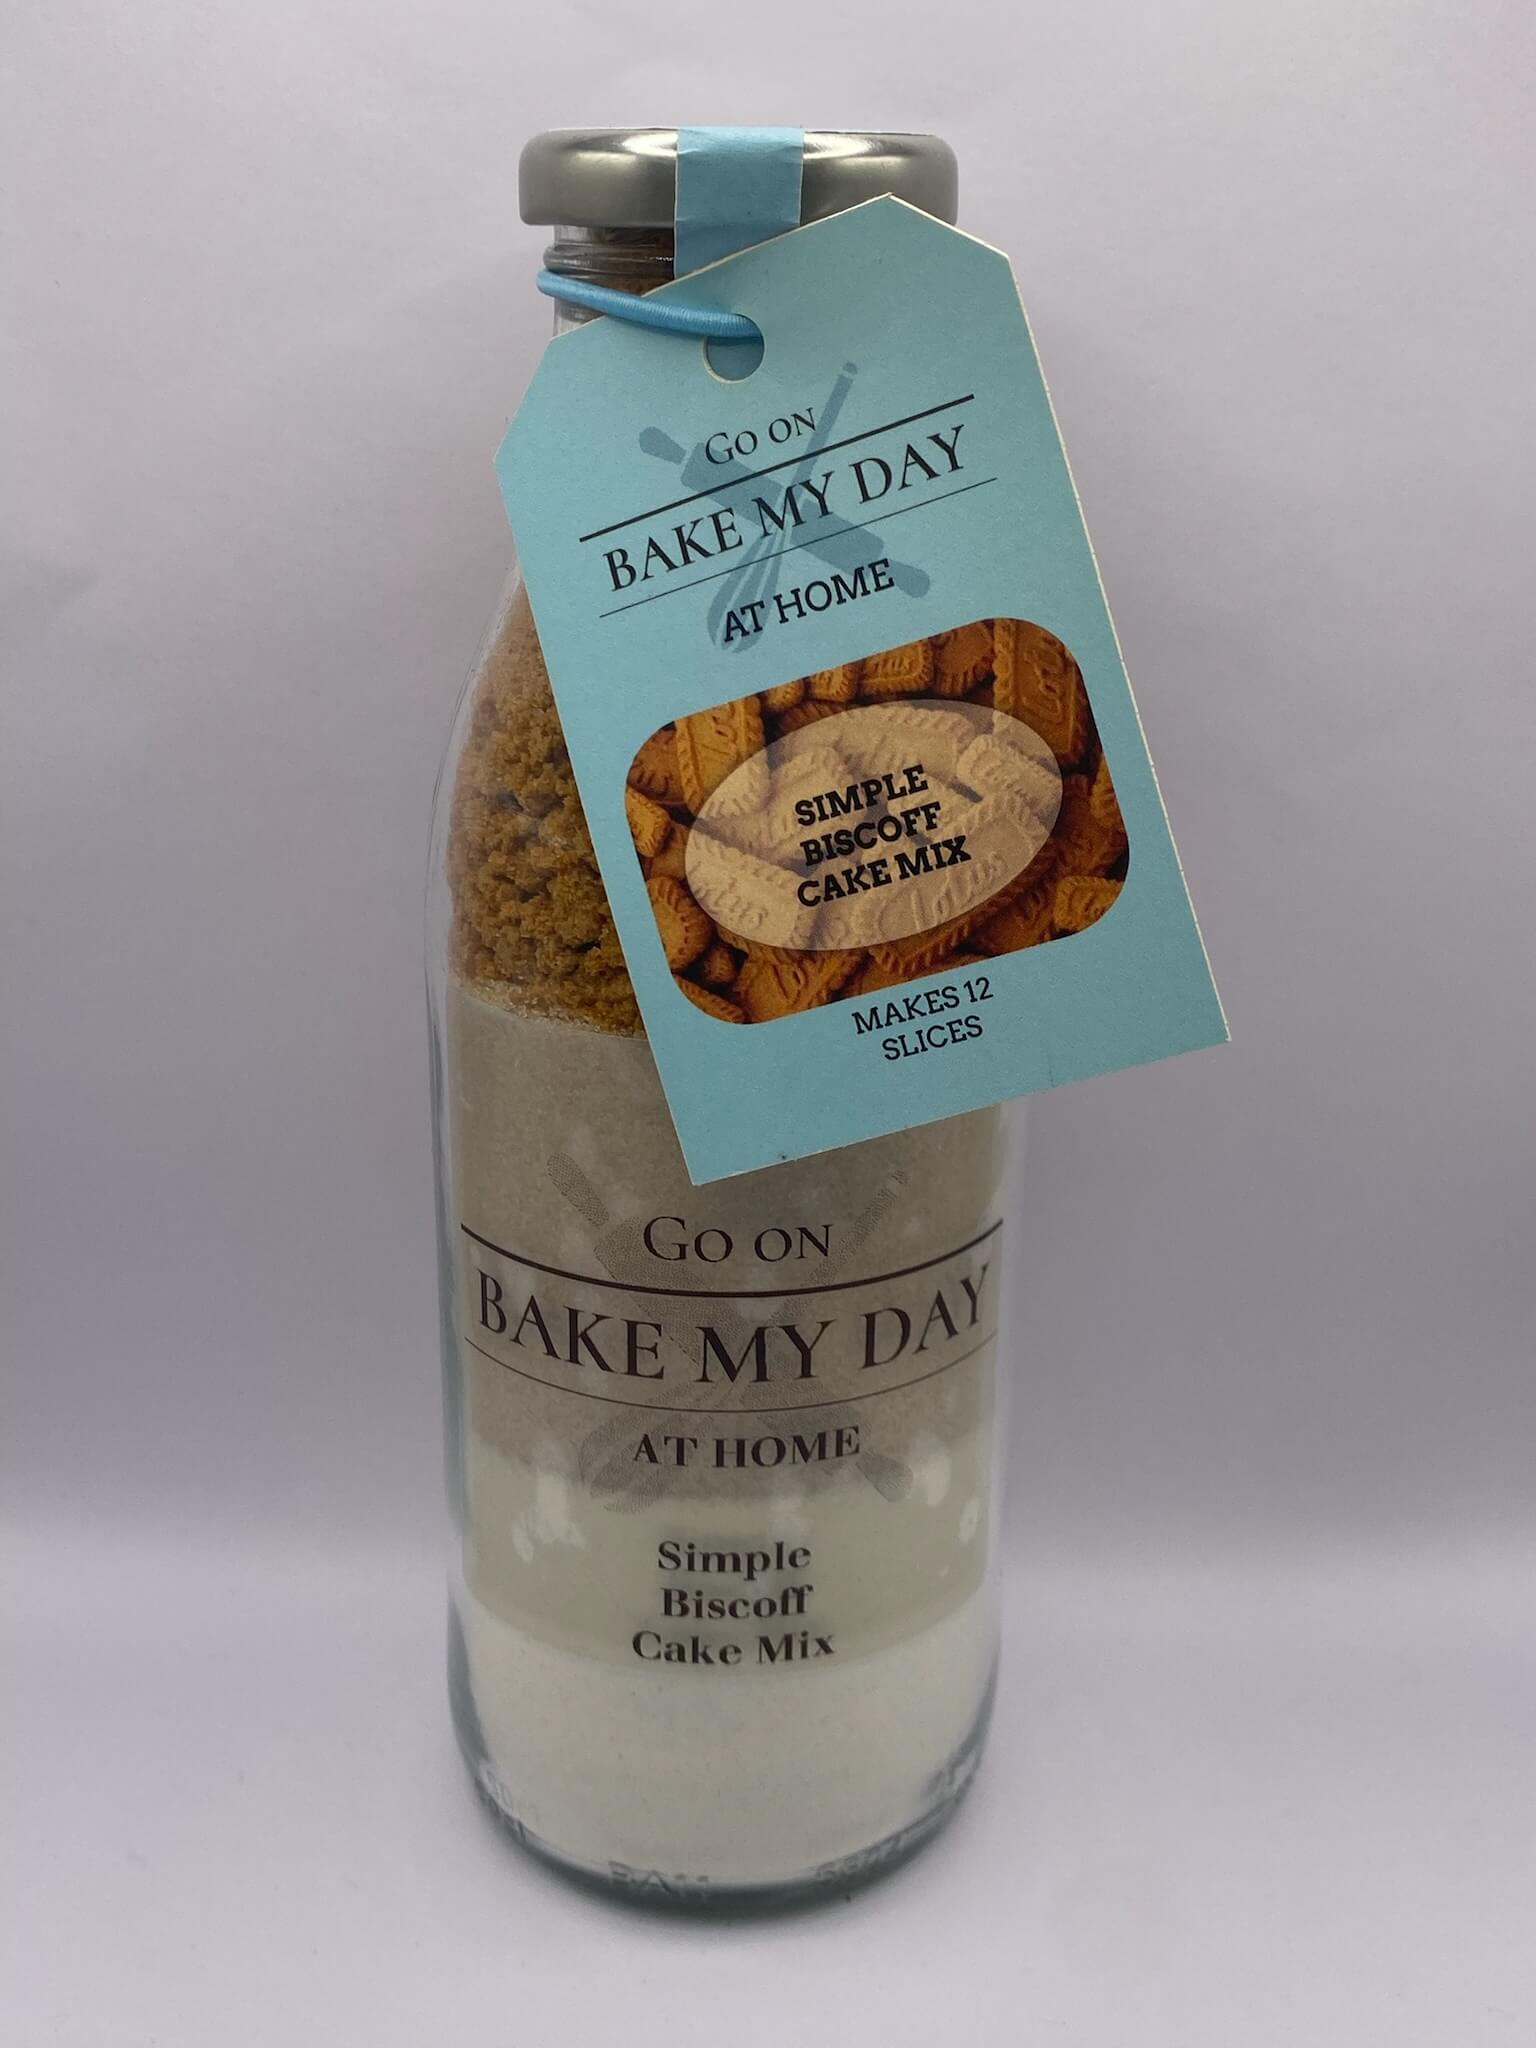 GO ON
BAKE MY DAY
AT HOME
SIMPLE
BISCOFF
CAKE MIX
Lotus
MAKES 12
SLICES
GO ON
BAKE MY DAY
AT HOME
Simple
Biscoff
Cake Mix